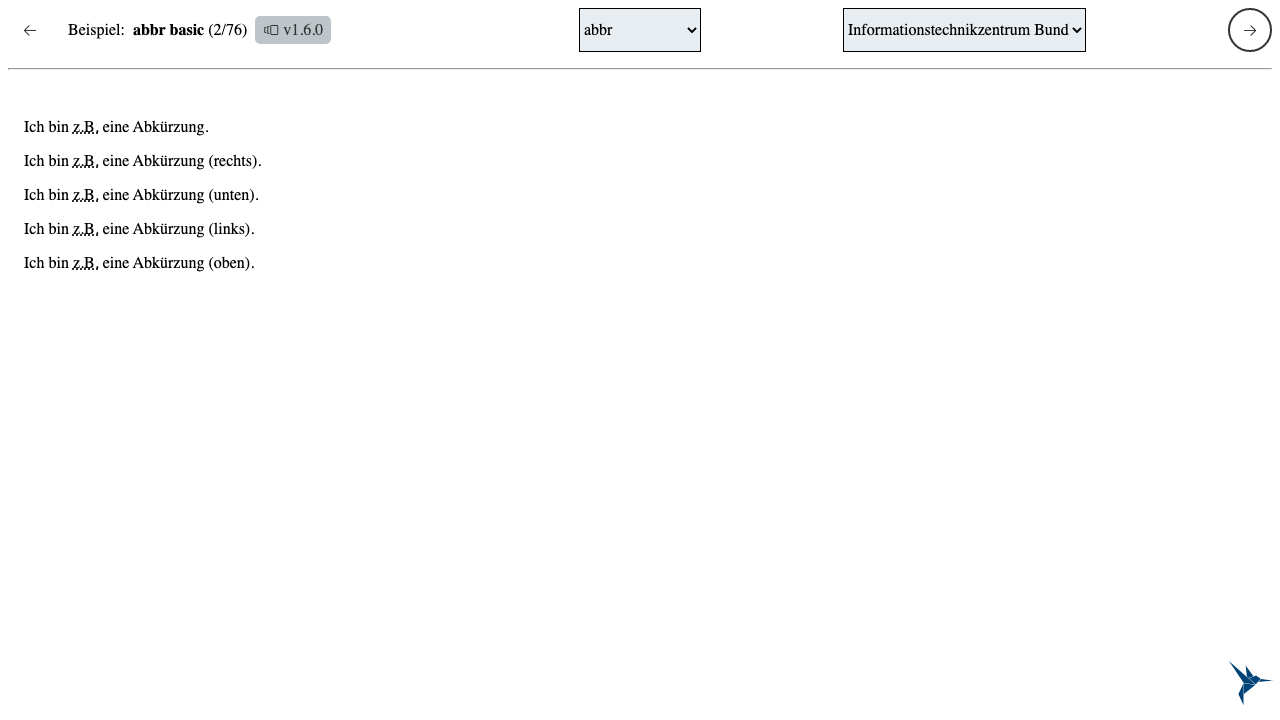 Beispiel: abbr basic (2/76) v1.6.0 abbr Informationstechnikzentrum Bund
Ich bin z.B. eine Abkürzung.
Ich bin z.B. eine Abkürzung (rechts).
Ich bin z.B. eine Abkürzung (unten).
Ich bin z.B. eine Abkürzung (links).
Ich bin z.B. eine Abkürzung (oben).